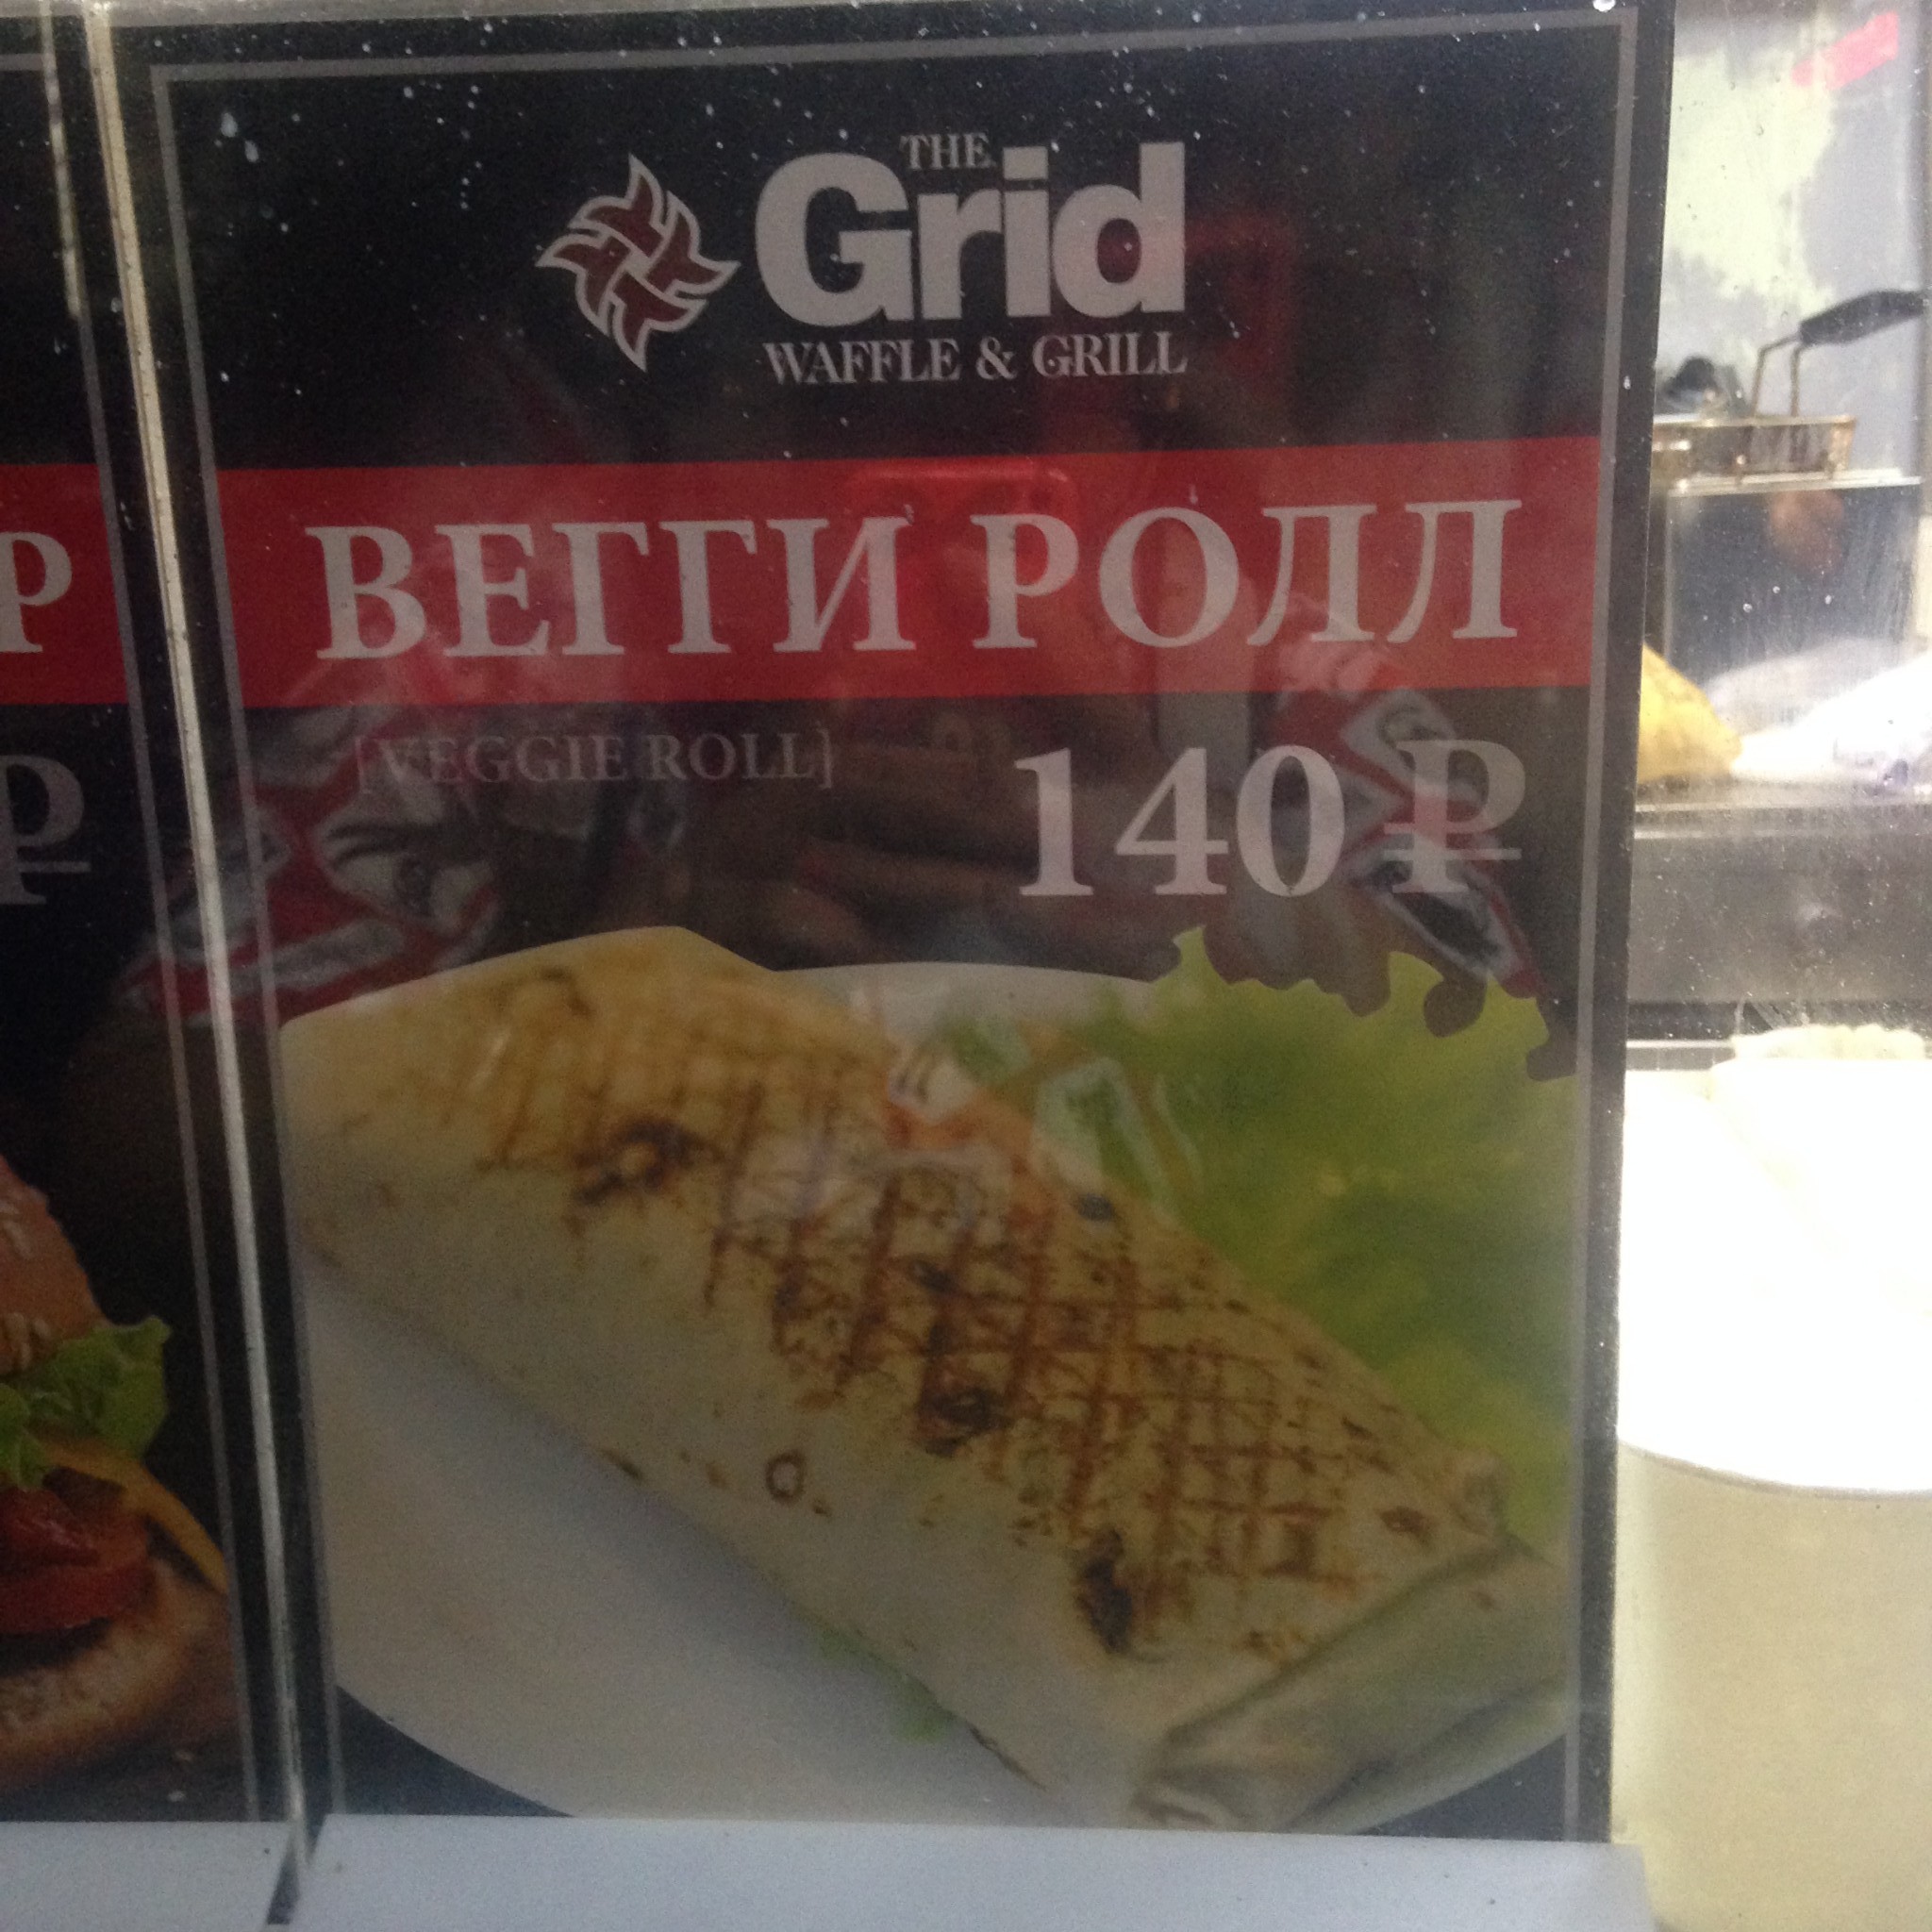 THE
Grid
WAFFLE & GRILL
ВЕГГИ РОЛЛ
[VEGGIE ROLL]
140 ₽
Р
₽